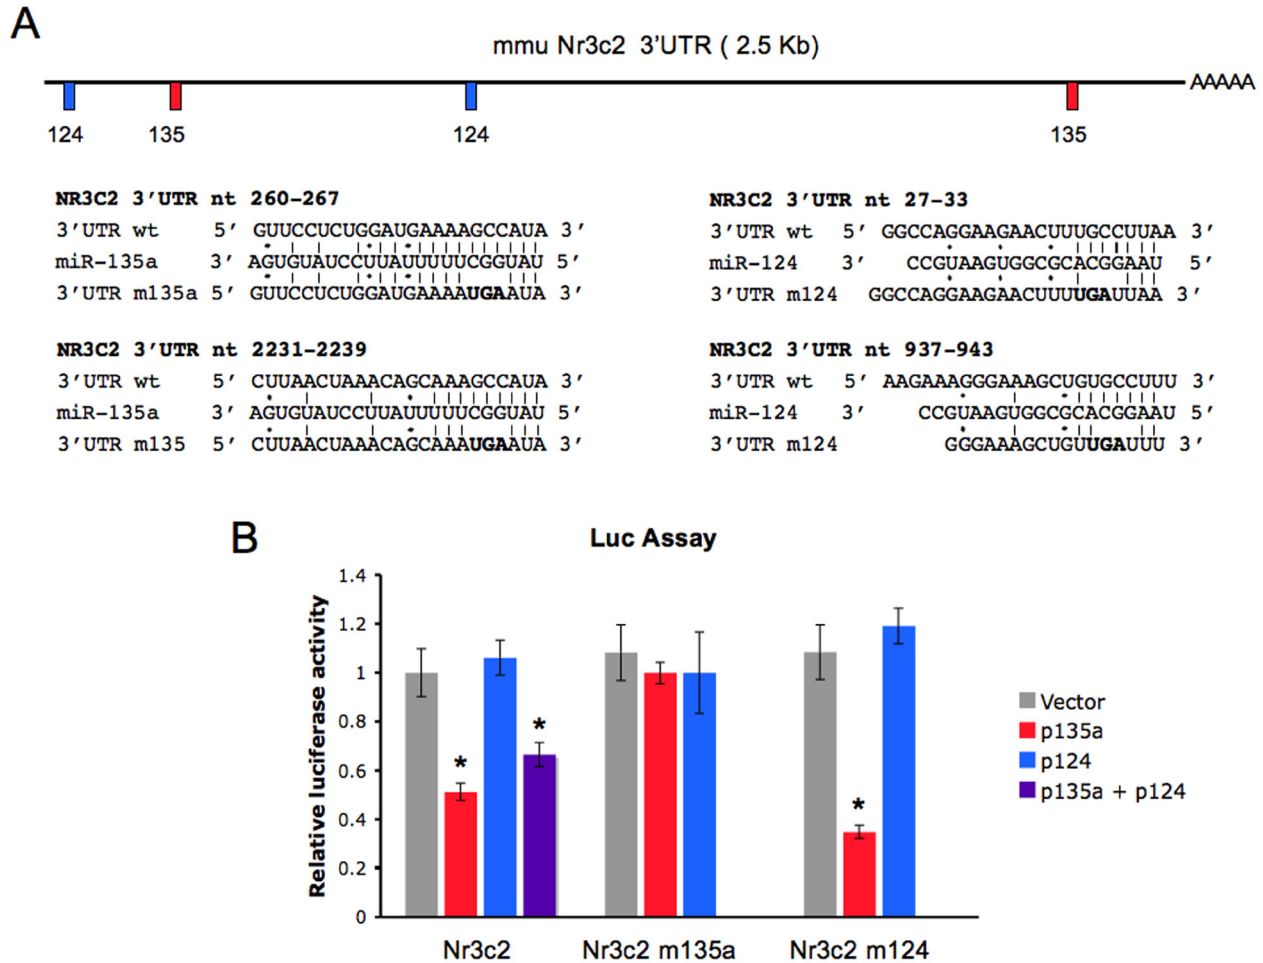 A
mmu Nr3c2 3'UTR ( 2.5 Kb)
AAAAA
124 135 124 135
NR3C2 3'UTR nt 260-267
3'UTR wt 5' GUUCCUCUGGAUGAAAAGCCAUA 3'
miR-135a 3' AGUGUAUCCUUAUUUUUCGGUAU 5'
3'UTR m135a 5' GUUCCUCUGGAUGAAAAUGAAUA 3'
NR3C2 3'UTR nt 27-33
3'UTR wt 5' GGCCAGGAAGAACUUUGCCUUAA 3'
miR-124 3' CCGUAAGUGGCGCACGGAAU 5'
3'UTR m124 GGCCAGGAAGAACUUUUGAUUAA 3'
NR3C2 3'UTR nt 2231-2239
3'UTR wt 5' CUUAACUAAACAGCAAAGCCAUA 3'
miR-135a 3' AGUGUAUCCUUAUUUUUCGGUAU 5'
3'UTR m135 5' CUUAACUAAACAGCAAAUGAAUA 3'
NR3C2 3'UTR nt 937-943
3'UTR wt 5' AAGAAAGGGAAAGCUGUGCCUUU 3'
miR-124 3' CCGUAAGUGGCGCACGGAAU 5'
3'UTR m124 GGGAAAGCUGUUGAUUU 3'
B
Luc Assay
Relative luciferase activity
1.4
1.2
1
0.8
0.6
0.4
0.2
0
*
*
*
Vector
p135a
p124
p135a + p124
Nr3c2 Nr3c2 m135a Nr3c2 m124